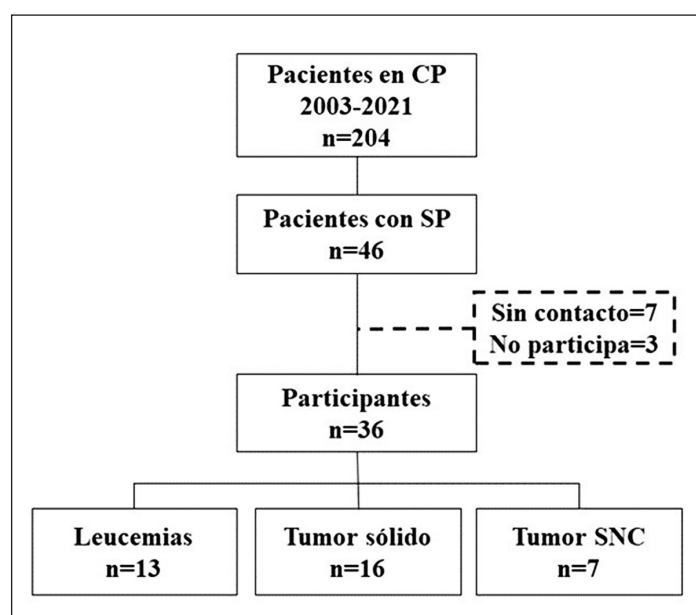 Pacientes en CP
2003-2021
n=204
Pacientes con SP
n=46
Sin contacto=7
No participa=3
Participantes
n=36
Leucemias
n=13
Tumor sólido
n=16
Tumor SNC
n=7